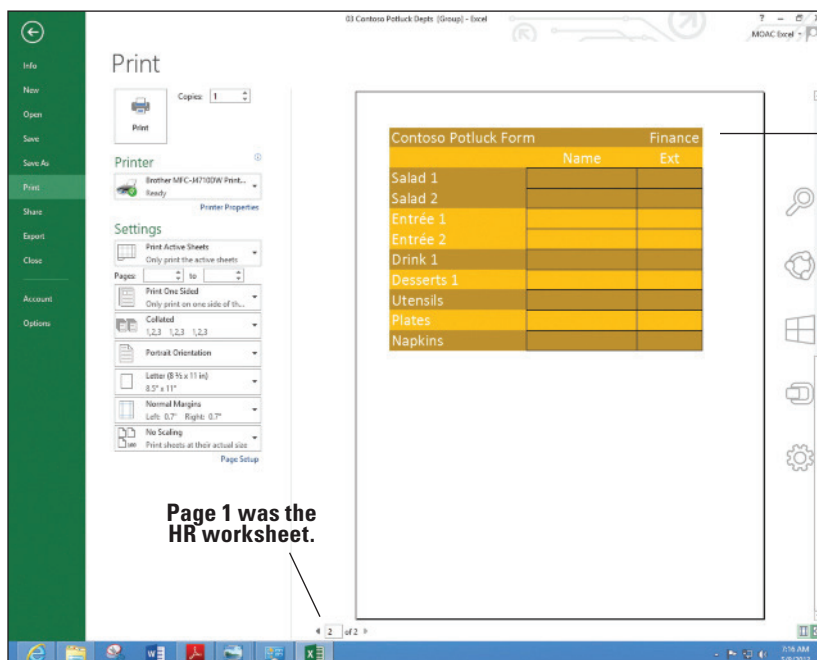 03 Contoso Potluck Depts [Group] - Excel
?
MOAC Excel
Info
New
Open
Save
Save As
Print
Share
Export
Close
Account
Options
Print
Copies: 1
Print
Printer
Brother MFC-J4710DW Print...
Ready
Printer Properties
Settings
Print Active Sheets
Only print the active sheets
Pages: to
Print One Sided
Only print on one side of th...
Collated
1,2,3 1,2,3 1,2,3
Portrait Orientation
Letter (8 ½ x 11 in)
8.5" x 11"
Normal Margins
Left: 0.7" Right: 0.7"
No Scaling
Print sheets at their actual size
Page Setup
Contoso Potluck Form Finance
Name Ext
Salad 1
Salad 2
Entrée 1
Entrée 2
Drink 1
Desserts 1
Utensils
Plates
Napkins
Page 1 was the
HR worksheet.
2 of 2
7:16 AM